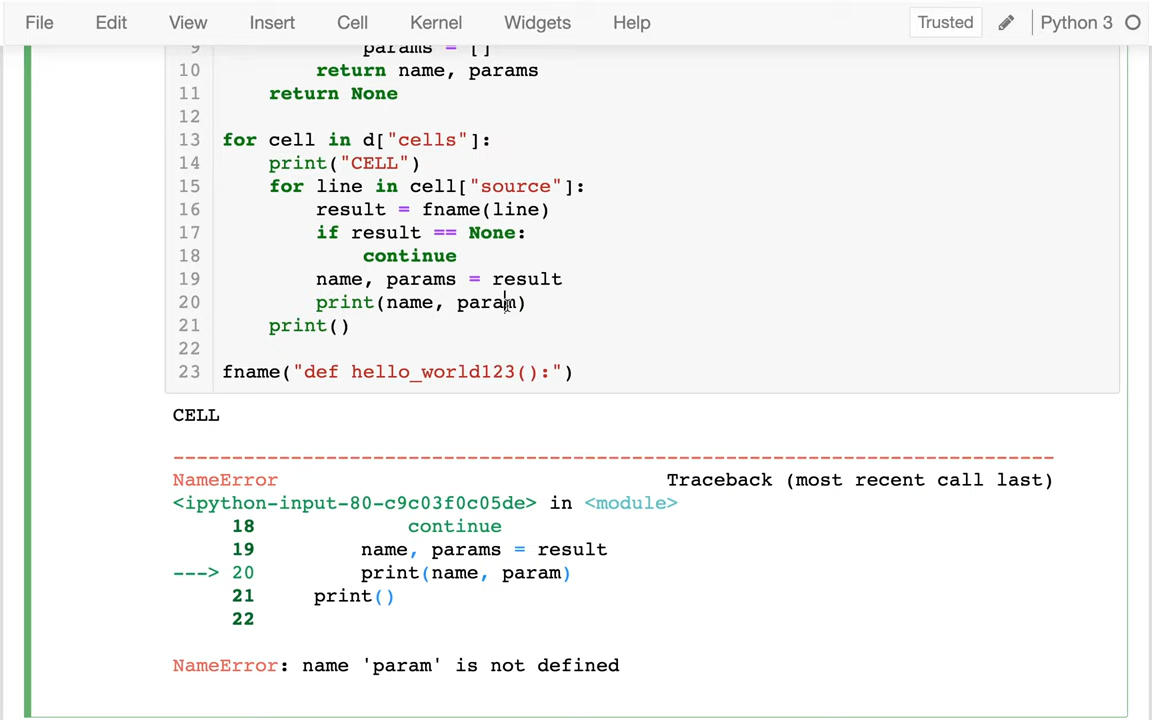 File Edit View Insert Cell Kernel Widgets Help Trusted Python 3
9 params = []
10 return name, params
11 return None
12
13 for cell in d["cells"]:
14 print("CELL")
15 for line in cell["source"]:
16 result = fname(line)
17 if result == None:
18 continue
19 name, params = result
20 print(name, param)
21 print()
22
23 fname("def hello_world123():")
CELL
---------------------------------------------------------------------------
NameError Traceback (most recent call last)
<ipython-input-80-c9c03f0c05de> in <module>
18 continue
19 name, params = result
---> 20 print(name, param)
21 print()
22
NameError: name 'param' is not defined